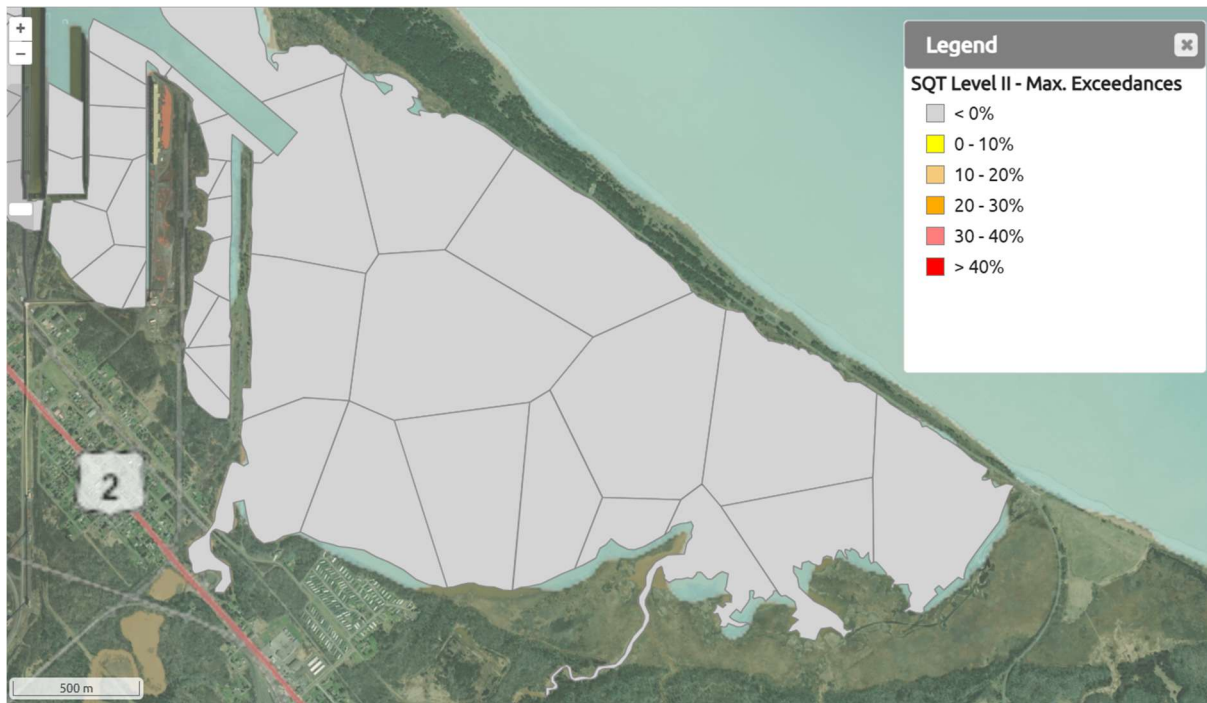 +
−
Legend
SQT Level II - Max. Exceedances
< 0%
0 - 10%
10 - 20%
20 - 30%
30 - 40%
> 40%
2
500 m